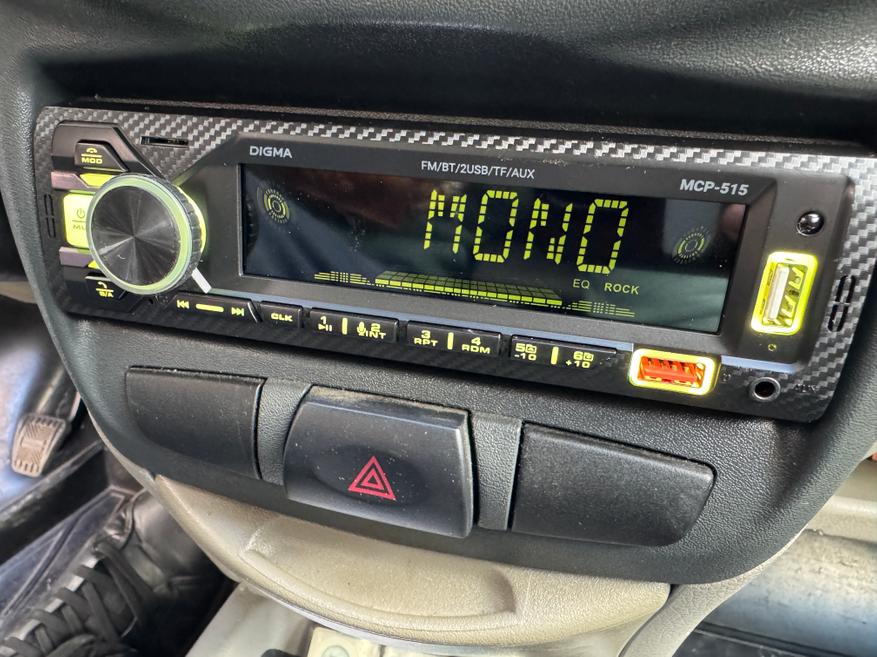 DIGMA
FM/BT/2USB/TF/AUX
MCP-515
MOD
MONO
EQ ROCK
CLK
1
2
INT
3
RPT
4
RDM
5
-10
6
+10